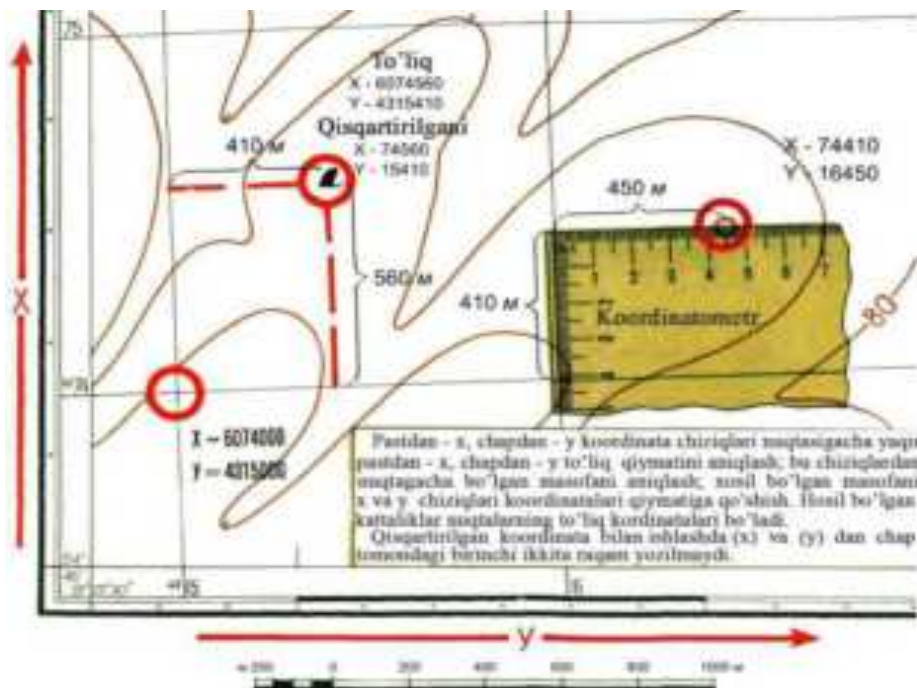 75
To'liq
X - 6074560
Y - 4315410
Qisqartirilgani
X - 74560
Y - 15410
410 м
560 м
X - 74410
Y - 16450
450 м
410 м
1 2 3 4 5 6 7
Koordinatometr
80
X
X - 6074000
У - 4315000
Pastdan - x, chapdan - y koordinata chiziqlari nuqtasigacha yaqi
pastdan - x, chapdan - y to'liq qiymatini aniqlash; bu chiziqlardan
nuqtagacha bo'lgan masofani aniqlash; xosil bo'lgan masofani
x va y chiziqlari koordinatalari qiymatiga qo'shish. Hosil bo'lgan
kattaliklar nuqtalarning to'liq kordinatalari bo'ladi.
Qisqartirilgan koordinata bilan ishlashda (x) va (y) dan chap
tomondagi birinchi ikkita raqam yozilmaydi.
У
м 200 0 200 400 600 800 1000 м